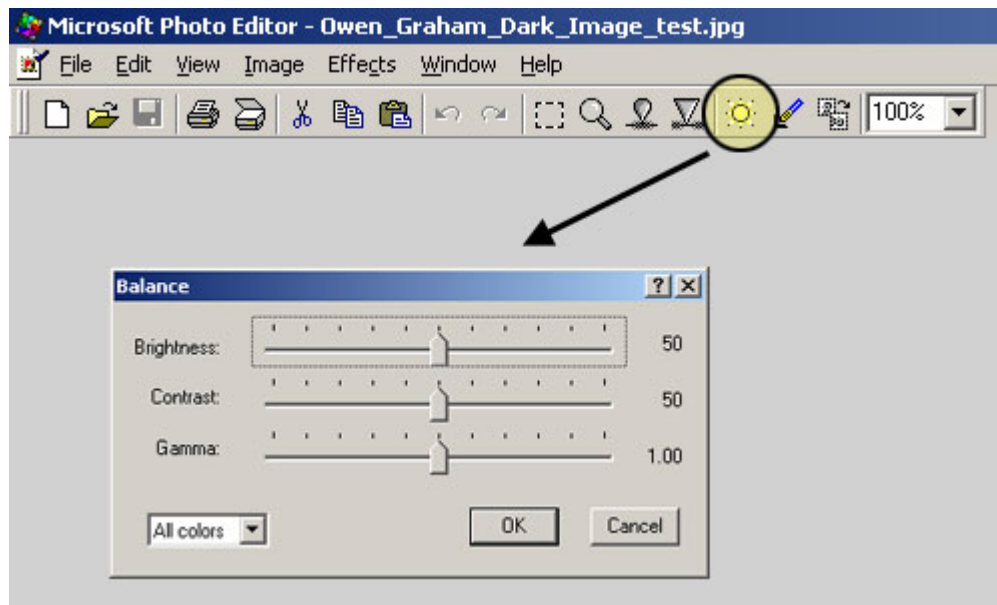 Microsoft Photo Editor - Owen_Graham_Dark_Image_test.jpg
File Edit View Image Effects Window Help
100%
Balance
Brightness: 50
Contrast: 50
Gamma: 1.00
All colors OK Cancel